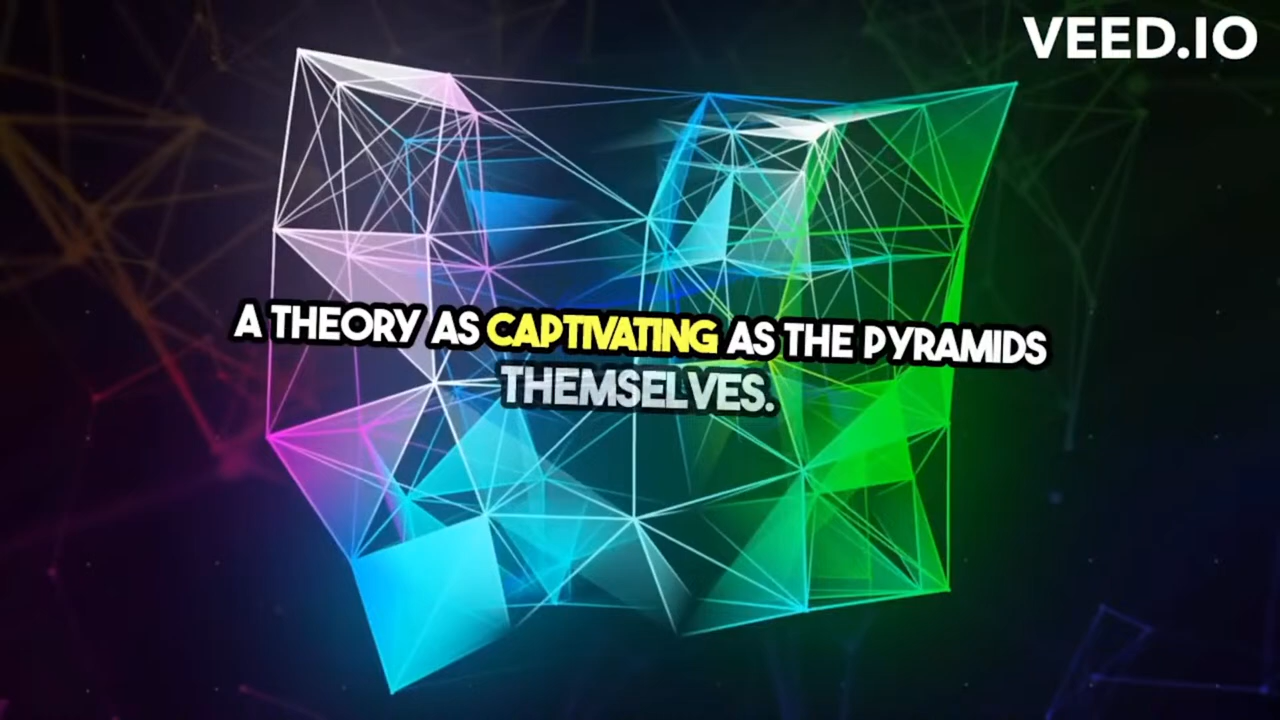 VEED.IO
A THEORY AS CAPTIVATING AS THE PYRAMIDS
THEMSELVES.